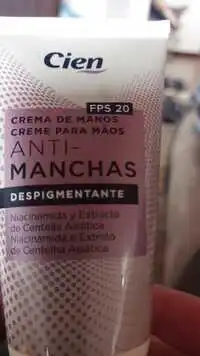 Cien
FPS 20
CREMA DE MANOS
CREME PARA MÃOS
ANTI-
MANCHAS
DESPIGMENTANTE
Niacinamida y Extracto
de Centella Asiática
Niacinamida e Extrato
de Centelha Asiática